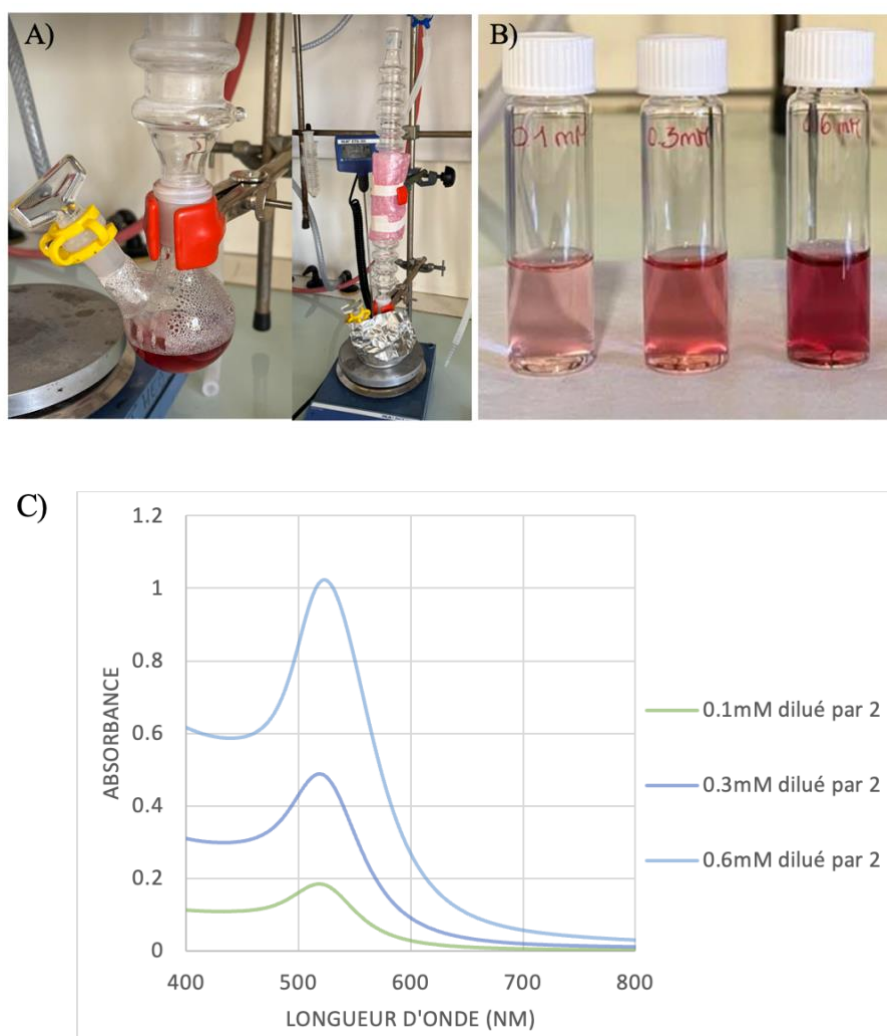 A)
B)
0.1 mM
0.3mM
0.6 mM
C)
1.2
1
0.8
0.6
0.4
0.2
0
ABSORBANCE
400
500
600
700
800
LONGUEUR D'ONDE (NM)
0.1mM dilué par 2
0.3mM dilué par 2
0.6mM dilué par 2